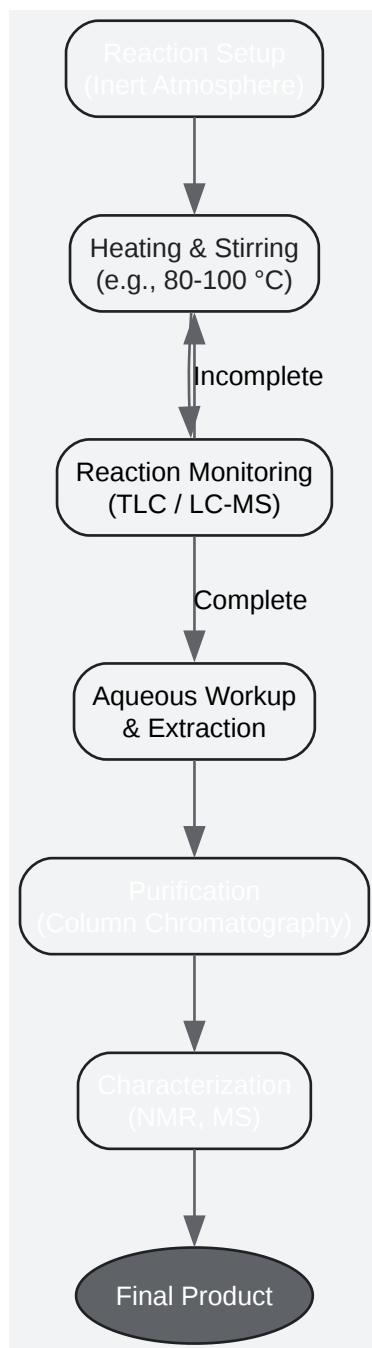 Reaction Setup
(Inert Atmosphere)
Heating & Stirring
(e.g., 80-100 °C)
Incomplete
Reaction Monitoring
(TLC / LC-MS)
Complete
Aqueous Workup
& Extraction
Purification
(Column Chromatography)
Characterization
(NMR, MS)
Final Product